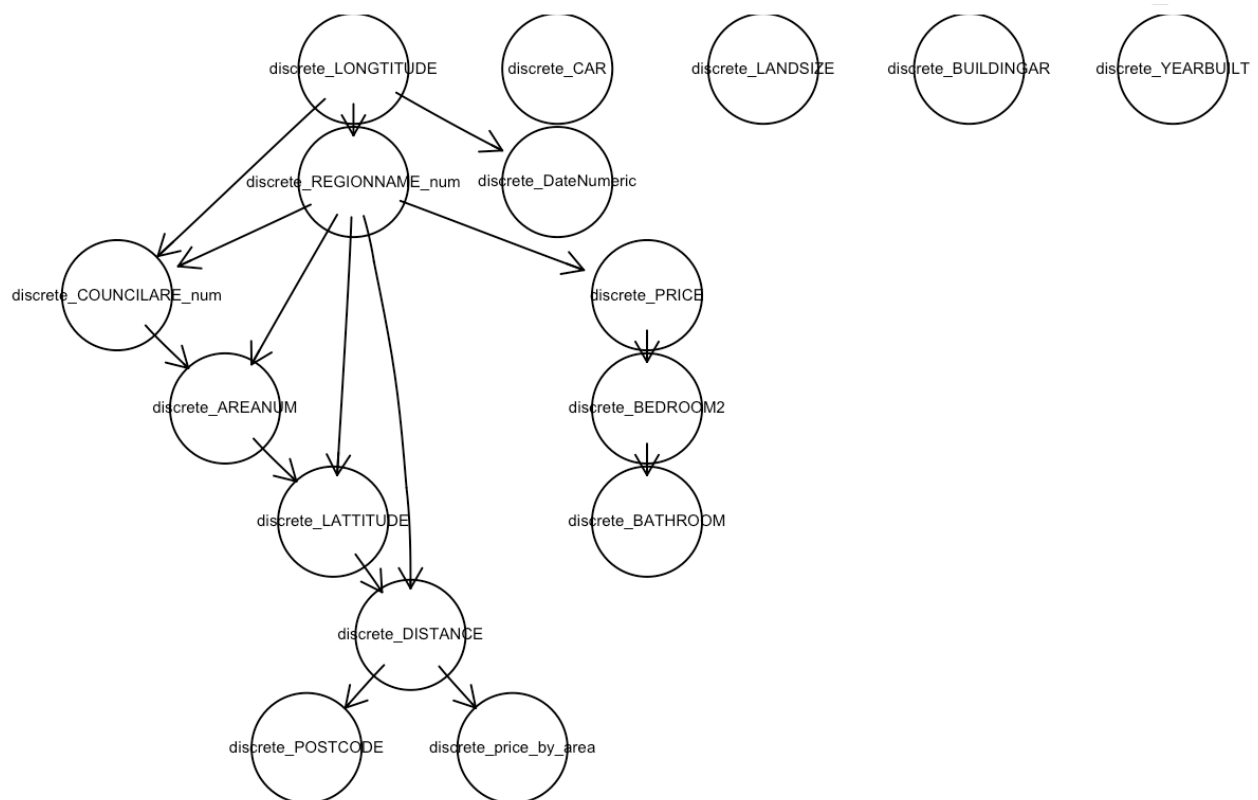 discrete_LONGTITUDE
discrete_CAR
discrete_LANDSIZE
discrete_BUILDINGAR
discrete_YEARBUILT
discrete_REGIONNAME_num
discrete_DateNumeric
discrete_COUNCILARE_num
discrete_PRICE
discrete_AREANUM
discrete_BEDROOM2
discrete_LATTITUDE
discrete_BATHROOM
discrete_DISTANCE
discrete_POSTCODE
discrete_price_by_area